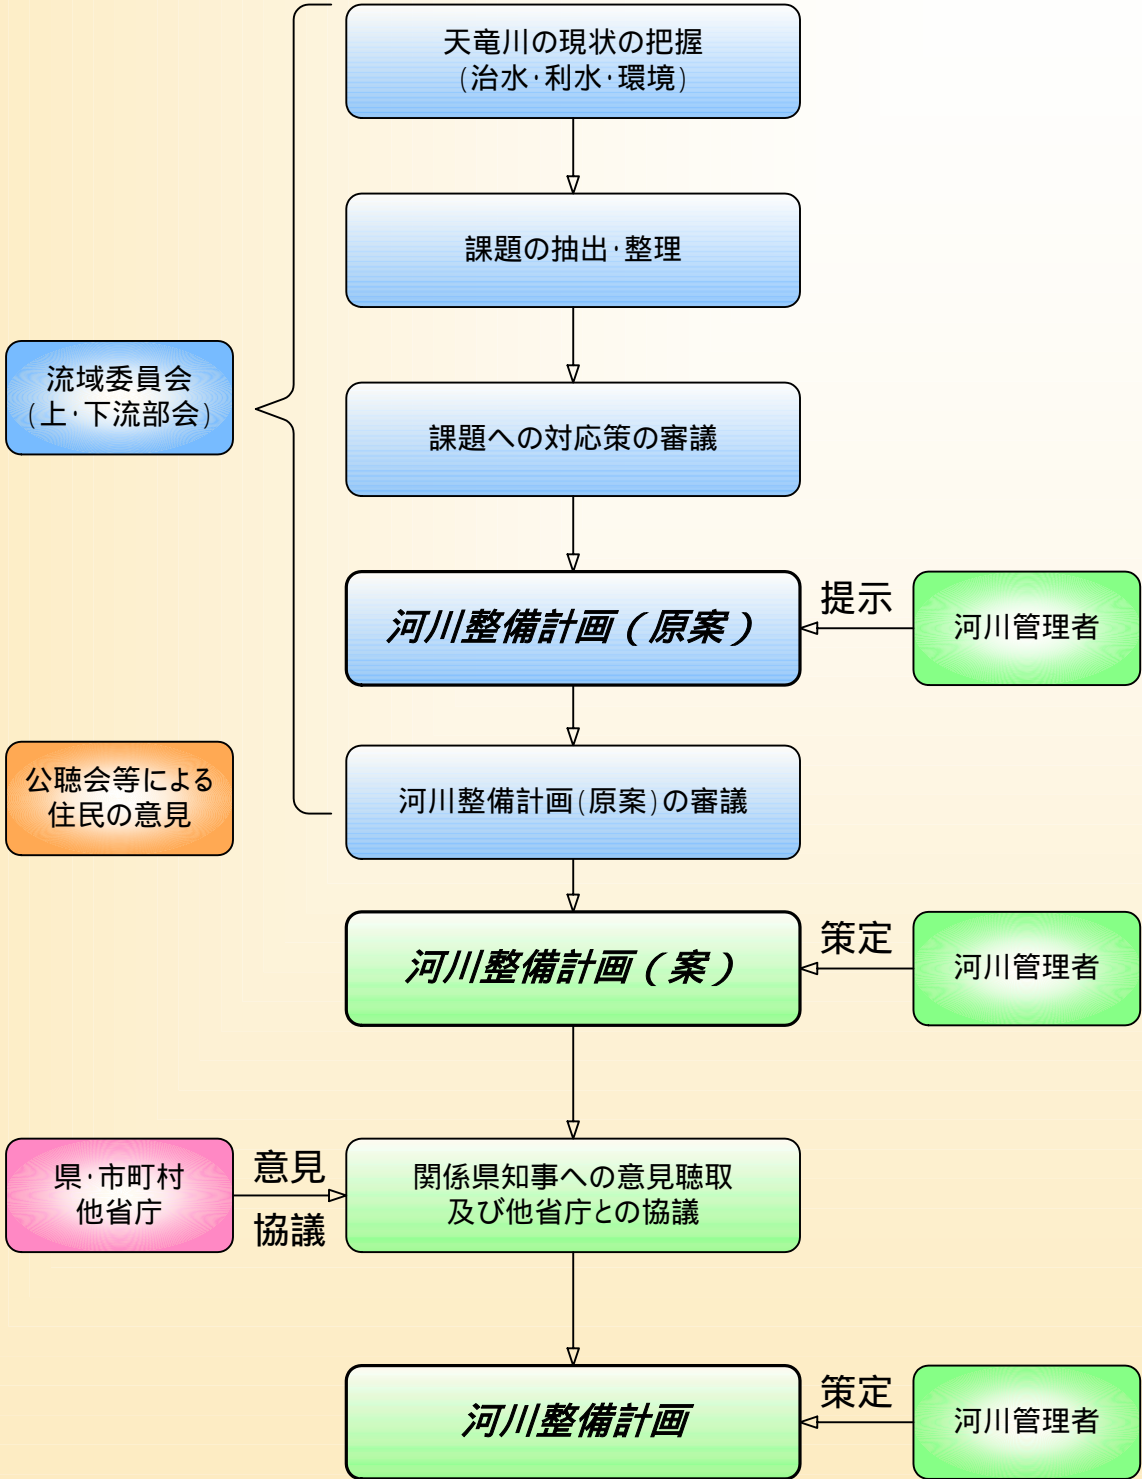 天竜川の現状の把握
(治水･利水･環境)
課題の抽出･整理
流域委員会
(上･下流部会)
課題への対応策の審議
河川整備計画（原案）
提示
河川管理者
公聴会等による
住民の意見
河川整備計画(原案)の審議
河川整備計画（案）
策定
河川管理者
県･市町村
他省庁
意見
協議
関係県知事への意見聴取
及び他省庁との協議
河川整備計画
策定
河川管理者